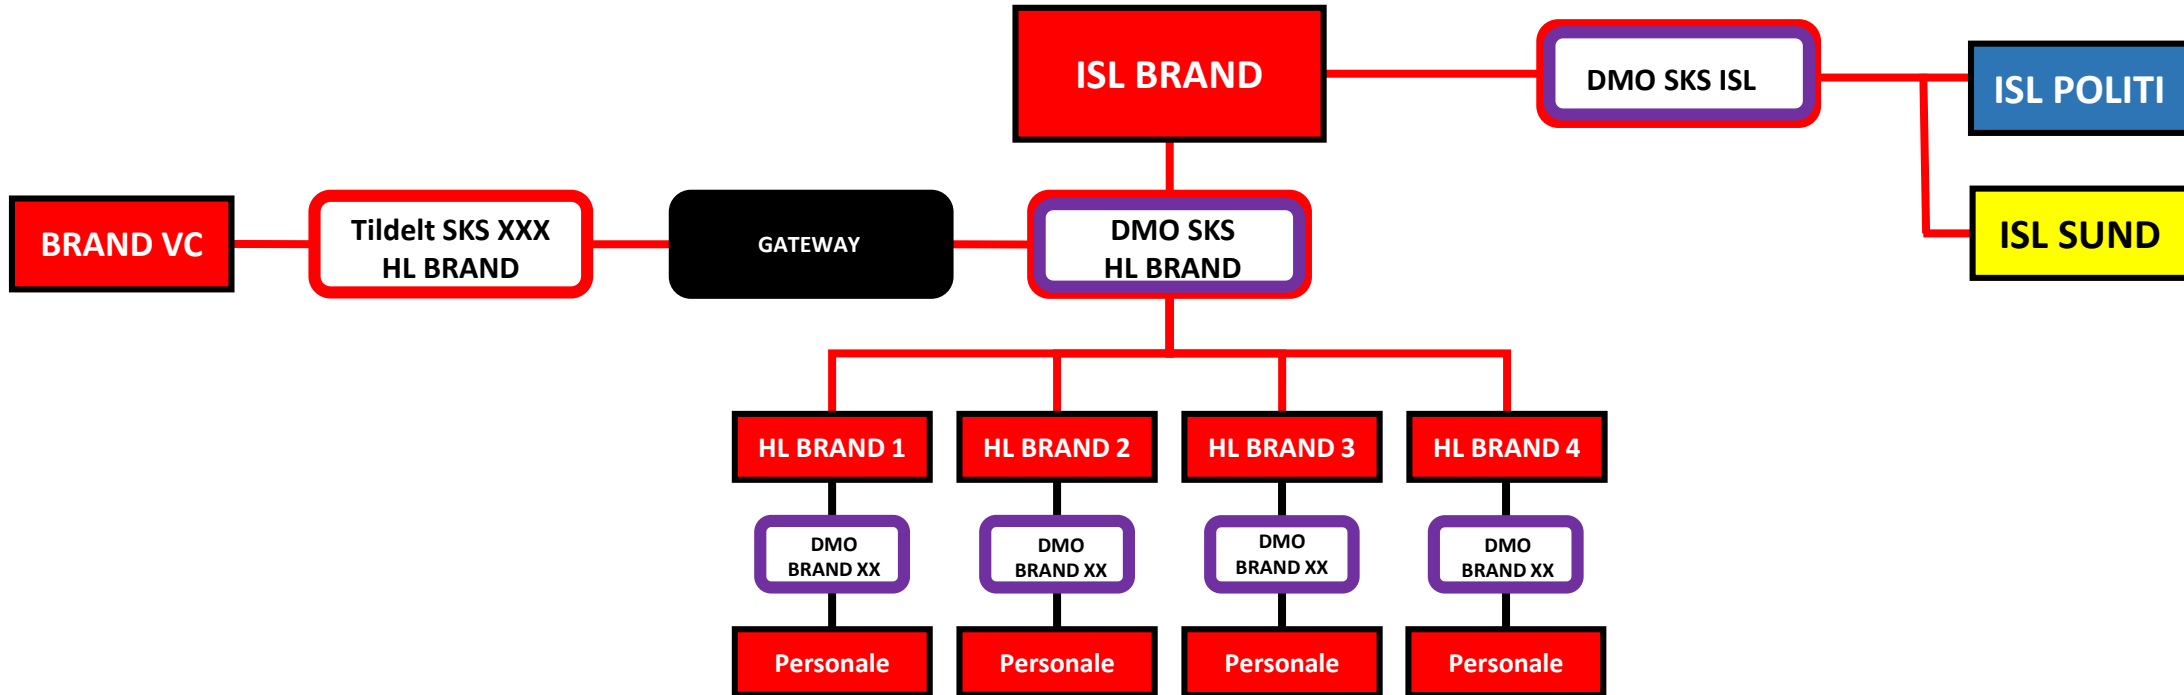 ISL BRAND
DMO SKS ISL
ISL POLITI
BRAND VC
Tildelt SKS XXX
HL BRAND
GATEWAY
DMO SKS
HL BRAND
ISL SUND
HL BRAND 1
HL BRAND 2
HL BRAND 3
HL BRAND 4
DMO
BRAND XX
DMO
BRAND XX
DMO
BRAND XX
DMO
BRAND XX
Personale
Personale
Personale
Personale